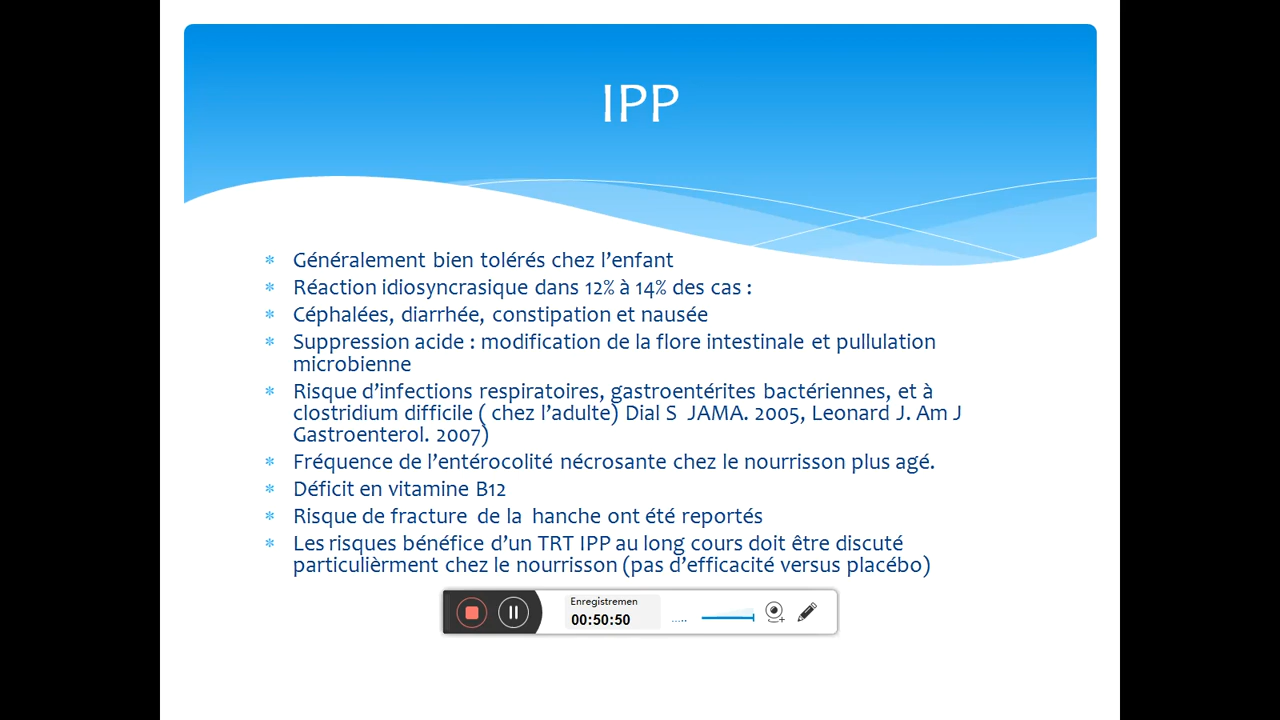 IPP
Généralement bien tolérés chez l'enfant
Réaction idiosyncrasique dans 12% à 14% des cas :
Céphalées, diarrhée, constipation et nausée
Suppression acide : modification de la flore intestinale et pullulation
microbienne
Risque d'infections respiratoires, gastroentérites bactériennes, et à
clostridium difficile ( chez l'adulte) Dial S JAMA. 2005, Leonard J. Am J
Gastroenterol. 2007)
Fréquence de l'entérocolité nécrosante chez le nourrisson plus agé.
Déficit en vitamine B12
Risque de fracture de la hanche ont été reportés
Les risques bénéfice d'un TRT IPP au long cours doit être discuté
particulièrment chez le nourrisson (pas d'efficacité versus placébo)
Enregistremen
00:50:50